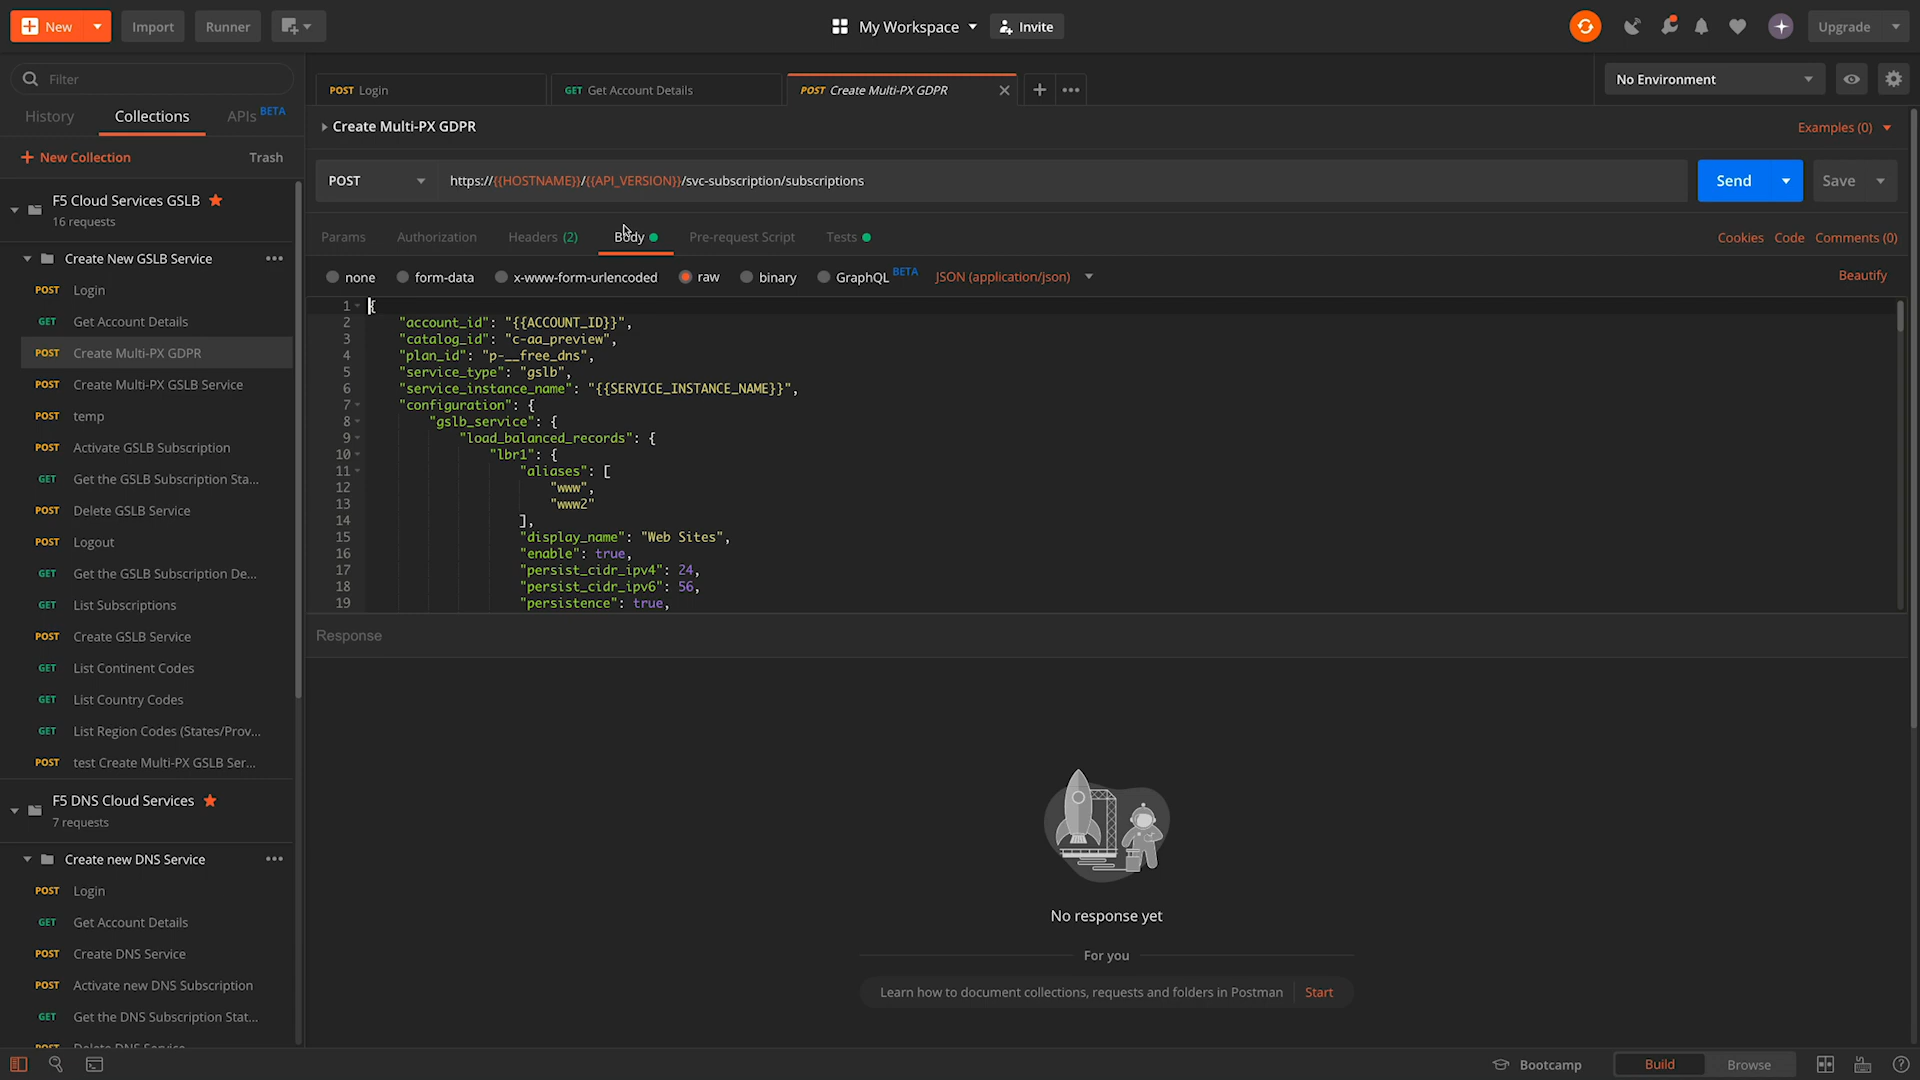 New
Import
Runner
My Workspace
Invite
Upgrade
Filter
History
Collections
APIs BETA
New Collection
Trash
F5 Cloud Services GSLB
16 requests
Create New GSLB Service
POST Login
GET Get Account Details
POST Create Multi-PX GDPR
POST Create Multi-PX GSLB Service
POST temp
POST Activate GSLB Subscription
GET Get the GSLB Subscription Sta...
POST Delete GSLB Service
POST Logout
GET Get the GSLB Subscription De...
GET List Subscriptions
POST Create GSLB Service
GET List Continent Codes
GET List Country Codes
GET List Region Codes (States/Prov...
POST test Create Multi-PX GSLB Ser...
F5 DNS Cloud Services
7 requests
Create new DNS Service
POST Login
GET Get Account Details
POST Create DNS Service
POST Activate new DNS Subscription
GET Get the DNS Subscription Stat...
POST Delete DNS Service
POST Login
GET Get Account Details
POST Create Multi-PX GDPR
No Environment
Create Multi-PX GDPR
Examples (0)
POST
https://{{HOSTNAME}}/{{API_VERSION}}/svc-subscription/subscriptions
Send
Save
Params
Authorization
Headers (2)
Body
Pre-request Script
Tests
Cookies
Code
Comments (0)
none
form-data
x-www-form-urlencoded
raw
binary
GraphQL BETA
JSON (application/json)
Beautify
1 {
2 "account_id": "{{ACCOUNT_ID}}",
3 "catalog_id": "c-aa_preview",
4 "plan_id": "p-__free_dns",
5 "service_type": "gslb",
6 "service_instance_name": "{{SERVICE_INSTANCE_NAME}}",
7 "configuration": {
8 "gslb_service": {
9 "load_balanced_records": {
10 "lbr1": {
11 "aliases": [
12 "www",
13 "www2"
14 ],
15 "display_name": "Web Sites",
16 "enable": true,
17 "persist_cidr_ipv4": 24,
18 "persist_cidr_ipv6": 56,
19 "persistence": true,
Response
No response yet
For you
Learn how to document collections, requests and folders in Postman
Start
Bootcamp
Build
Browse